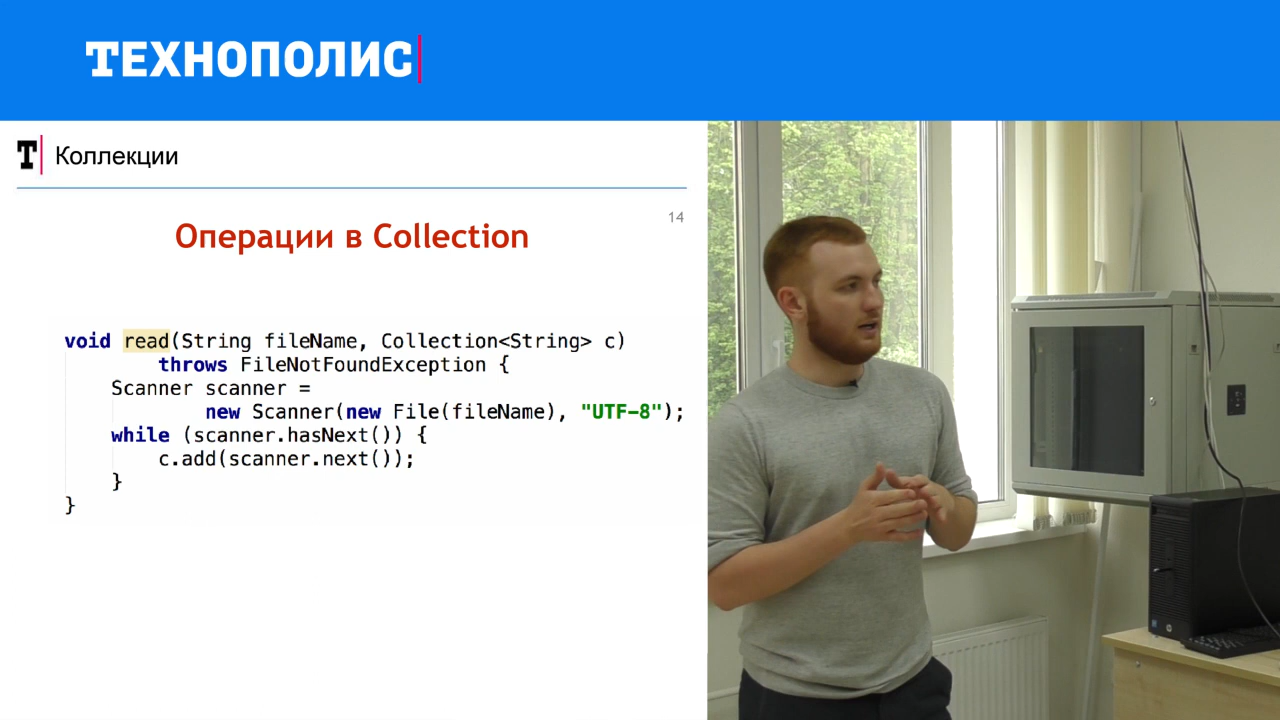 ТЕХНОПОЛИС
Т Коллекции
14
Операции в Collection
void read(String fileName, Collection<String> c)
        throws FileNotFoundException {
    Scanner scanner =
            new Scanner(new File(fileName), "UTF-8");
    while (scanner.hasNext()) {
        c.add(scanner.next());
    }
}